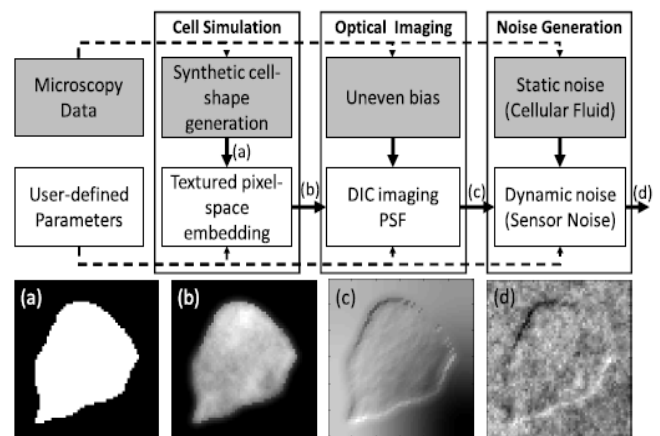 Cell Simulation
Optical Imaging
Noise Generation
Microscopy
Data
Synthetic cell-
shape
generation
Uneven bias
Static noise
(Cellular Fluid)
(a)
User-defined
Parameters
Textured pixel-
space
embedding
(b)
DIC imaging
PSF
(c)
Dynamic noise
(Sensor Noise)
(d)
(a)
(b)
(c)
(d)